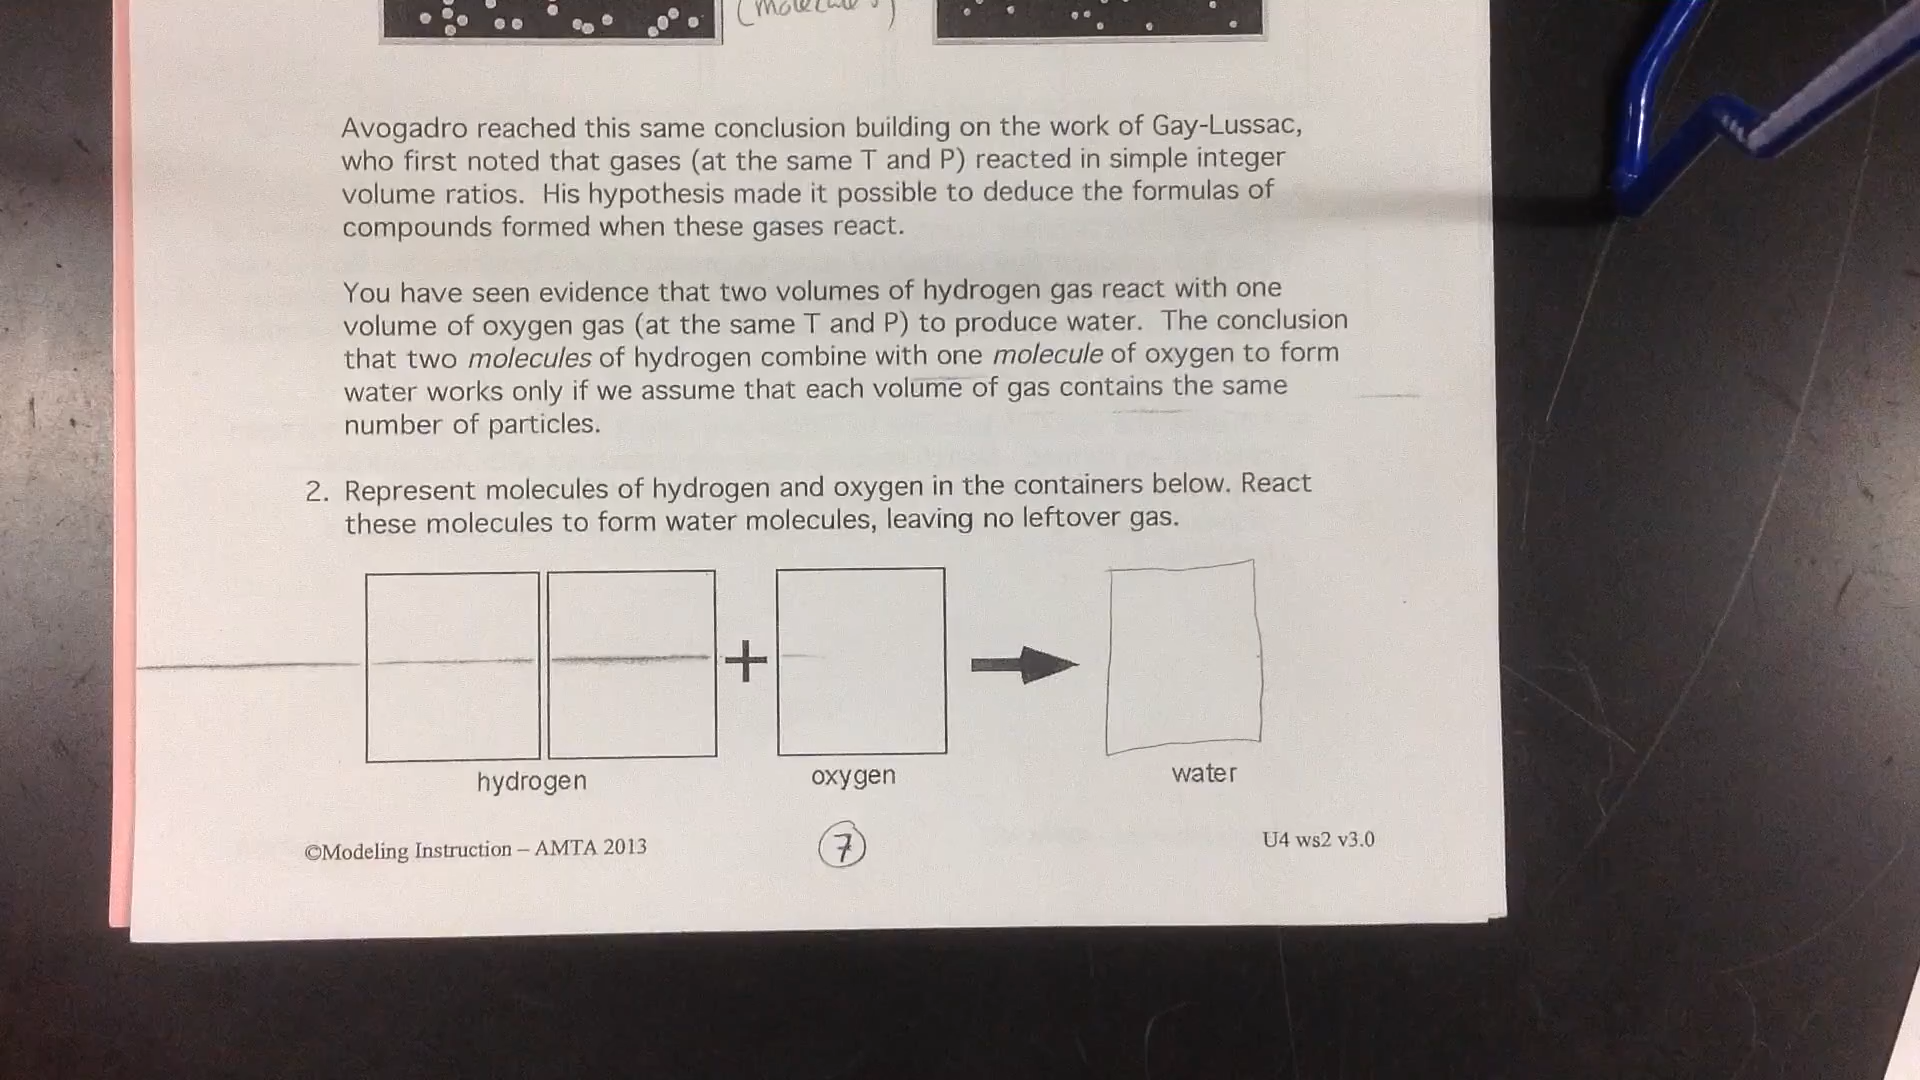 Avogadro reached this same conclusion building on the work of Gay-Lussac,
who first noted that gases (at the same T and P) reacted in simple integer
volume ratios. His hypothesis made it possible to deduce the formulas of
compounds formed when these gases react.
You have seen evidence that two volumes of hydrogen gas react with one
volume of oxygen gas (at the same T and P) to produce water. The conclusion
that two molecules of hydrogen combine with one molecule of oxygen to form
water works only if we assume that each volume of gas contains the same
number of particles.
2. Represent molecules of hydrogen and oxygen in the containers below. React
these molecules to form water molecules, leaving no leftover gas.
+
hydrogen
oxygen
water
©Modeling Instruction – AMTA 2013
7
U4 ws2 v3.0